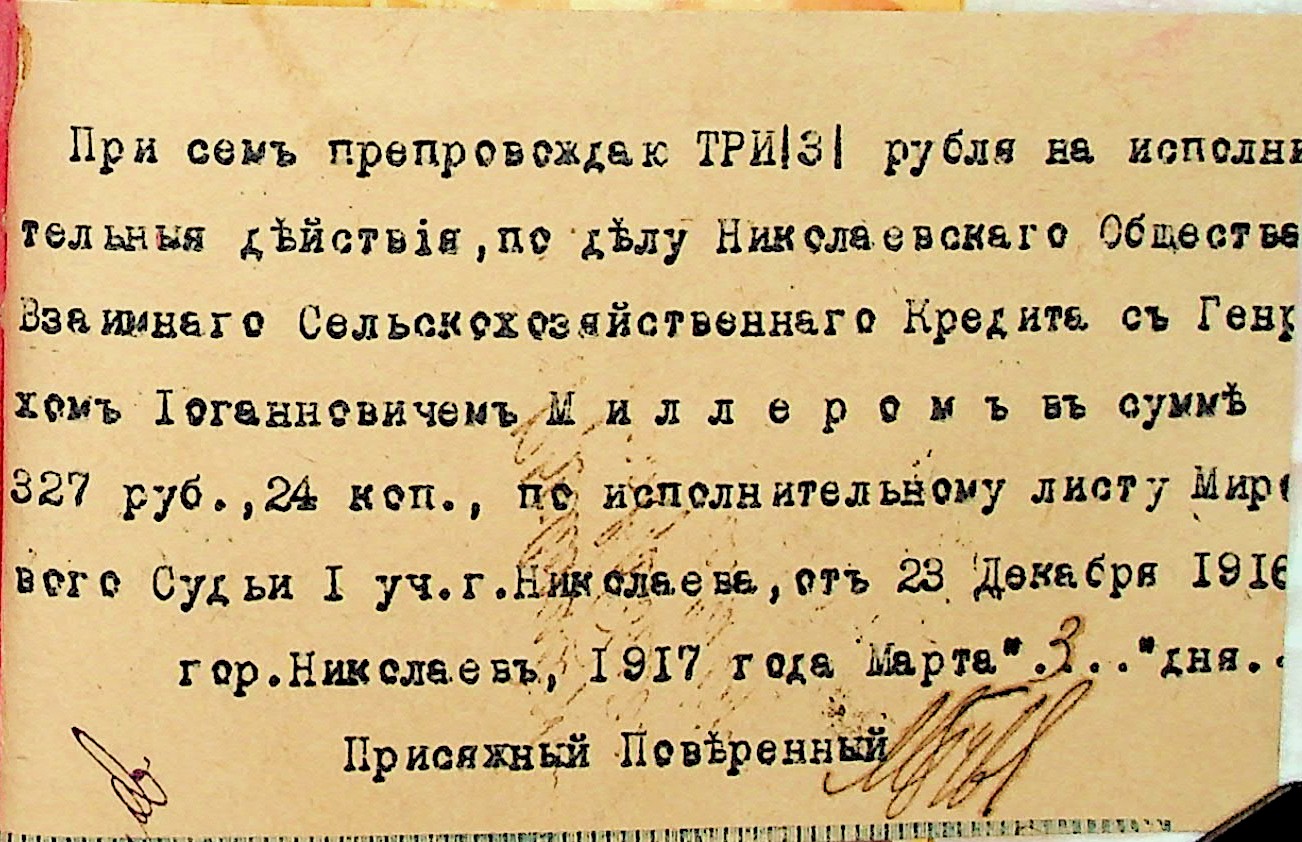 При семъ препровождаю ТРИ|3| рубля на исполни
тельныя дѣйствія,по дѣлу Николаевскаго Общества
Взаимнаго Сельскохозяйственнаго Кредита съ Генр
хомъ Іоганновичемъ М и л л е р о м ъ въ суммѣ
327 руб.,24 коп., по исполнительному листу Миро
вого Судьи I уч.г.Николаева,отъ 23 Декабря 1916
гор.Николаевъ, 1917 года Марта".3..."дня.
Присяжный Повѣренный